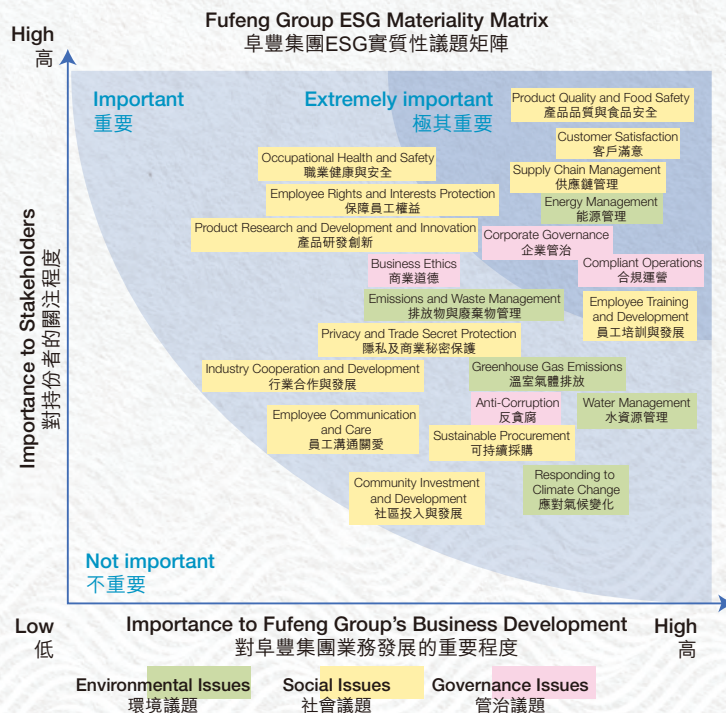 Fufeng Group ESG Materiality Matrix
阜豐集團ESG實質性議題矩陣
High
高
Important
重要
Extremely important
極其重要
Product Quality and Food Safety
產品品質與食品安全
Customer Satisfaction
客戶滿意
Occupational Health and Safety
職業健康與安全
Supply Chain Management
供應鏈管理
Employee Rights and Interests Protection
保障員工權益
Energy Management
能源管理
Product Research and Development and Innovation
產品研發創新
Corporate Governance
企業管治
Business Ethics
商業道德
Compliant Operations
合規運營
Emissions and Waste Management
排放物與廢棄物管理
Employee Training
and Development
員工培訓與發展
Privacy and Trade Secret Protection
隱私及商業秘密保護
Industry Cooperation and Development
行業合作與發展
Greenhouse Gas Emissions
溫室氣體排放
Anti-Corruption
反貪腐
Water Management
水資源管理
Employee Communication
and Care
員工溝通關愛
Sustainable Procurement
可持續採購
Community Investment
and Development
社區投入與發展
Responding to
Climate Change
應對氣候變化
Not important
不重要
Importance to Stakeholders
對持份者的關注程度
Low
低
Importance to Fufeng Group's Business Development
對阜豐集團業務發展的重要程度
High
高
Environmental Issues
環境議題
Social Issues
社會議題
Governance Issues
管治議題